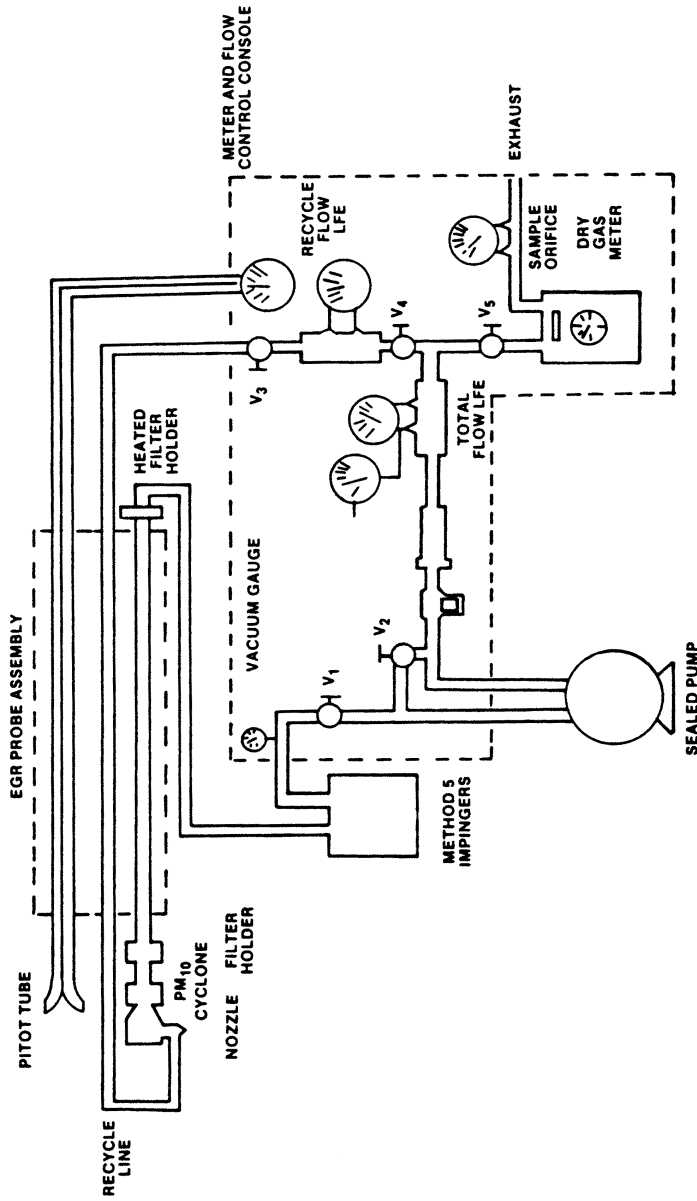 PITOT TUBE
EGR PROBE ASSEMBLY
RECYCLE
LINE
PM10
CYCLONE
NOZZLE
FILTER
HOLDER
HEATED
FILTER
HOLDER
METER AND FLOW
CONTROL CONSOLE
VACUUM GAUGE
V1
V2
V3
V4
V5
RECYCLE
FLOW
LFE
TOTAL
FLOW LFE
SAMPLE
ORIFICE
DRY
GAS
METER
EXHAUST
METHOD 5
IMPINGERS
SEALED PUMP